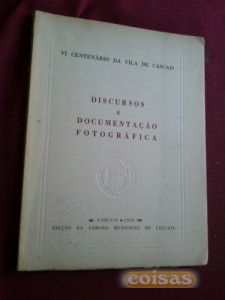 VI CENTENÁRIO DA VILA DE CASCAIS
DISCURSOS
E
DOCUMENTAÇÃO
FOTOGRÁFICA
CASCAIS • 1964
EDIÇÃO DA CÂMARA MUNICIPAL DE CASCAIS
coisas